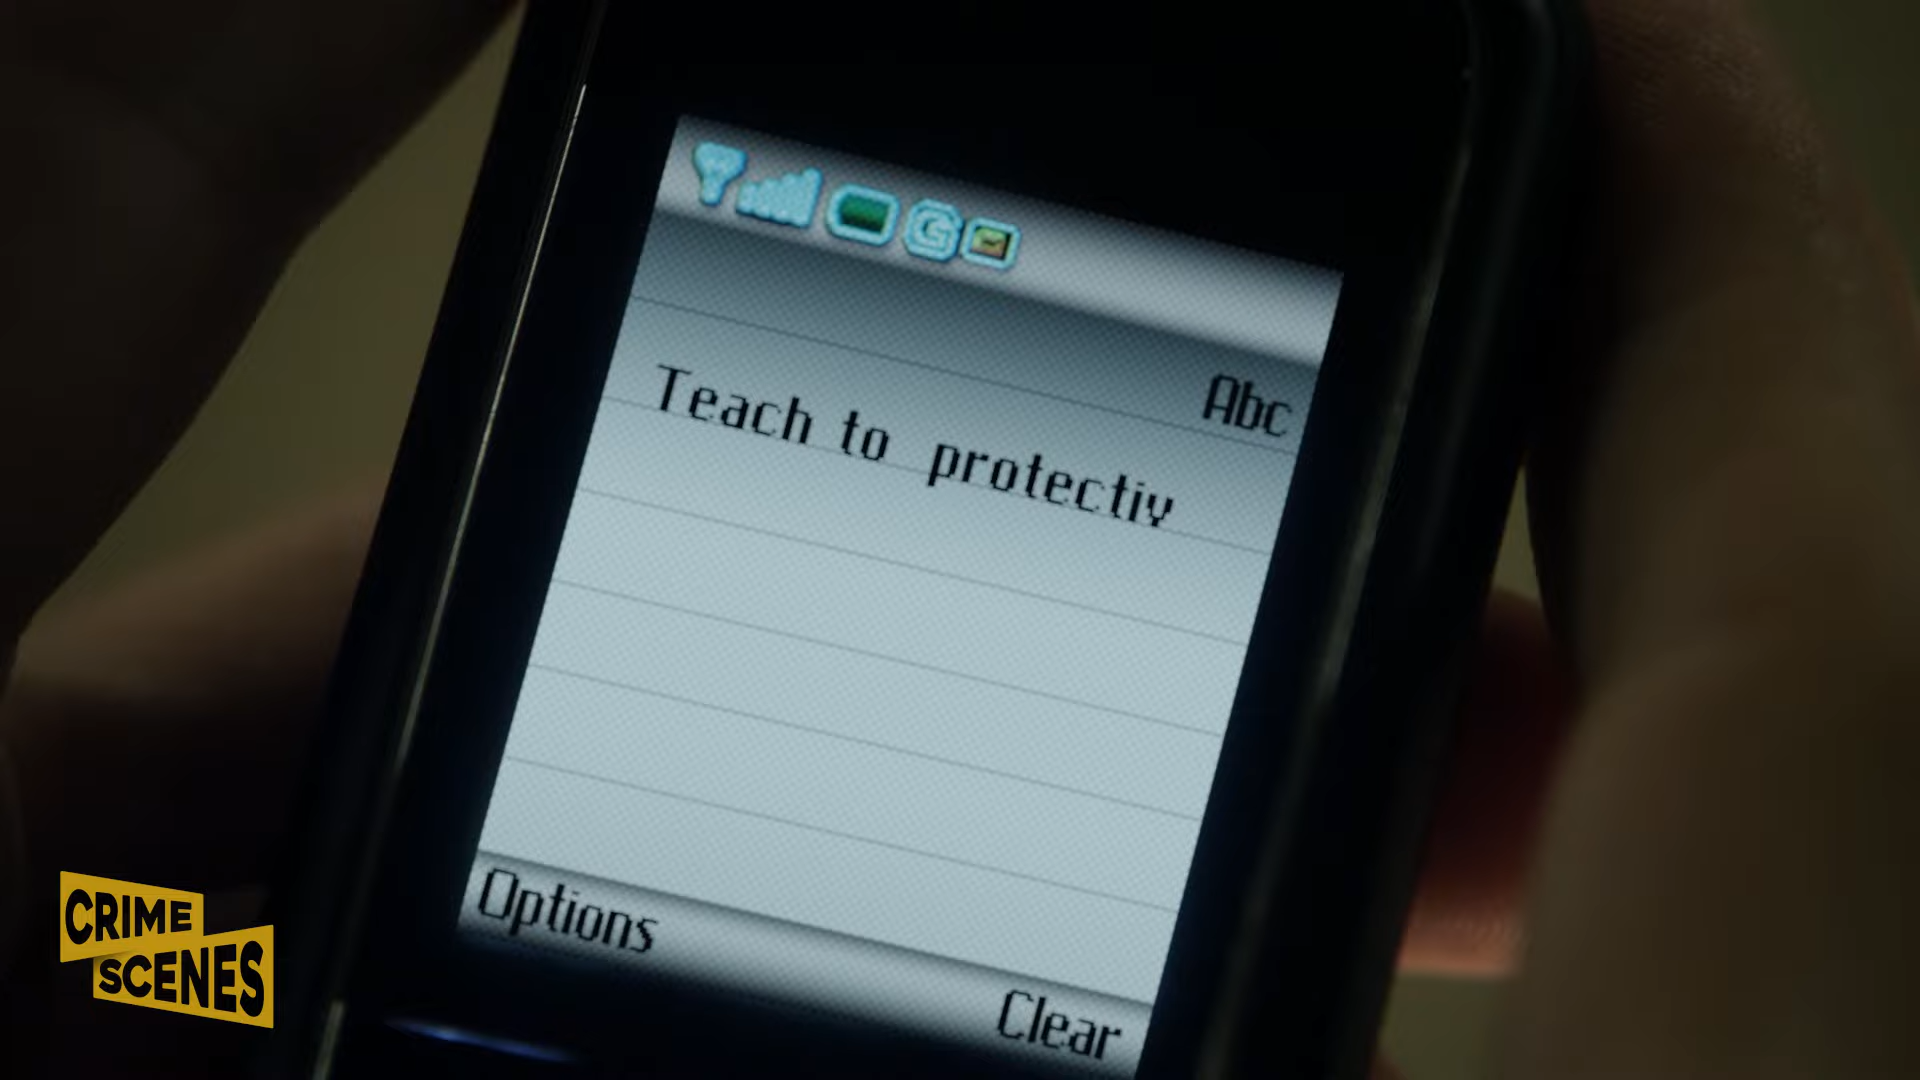 Abc
Teach to protectiv
Options
Clear
CRIME
SCENES